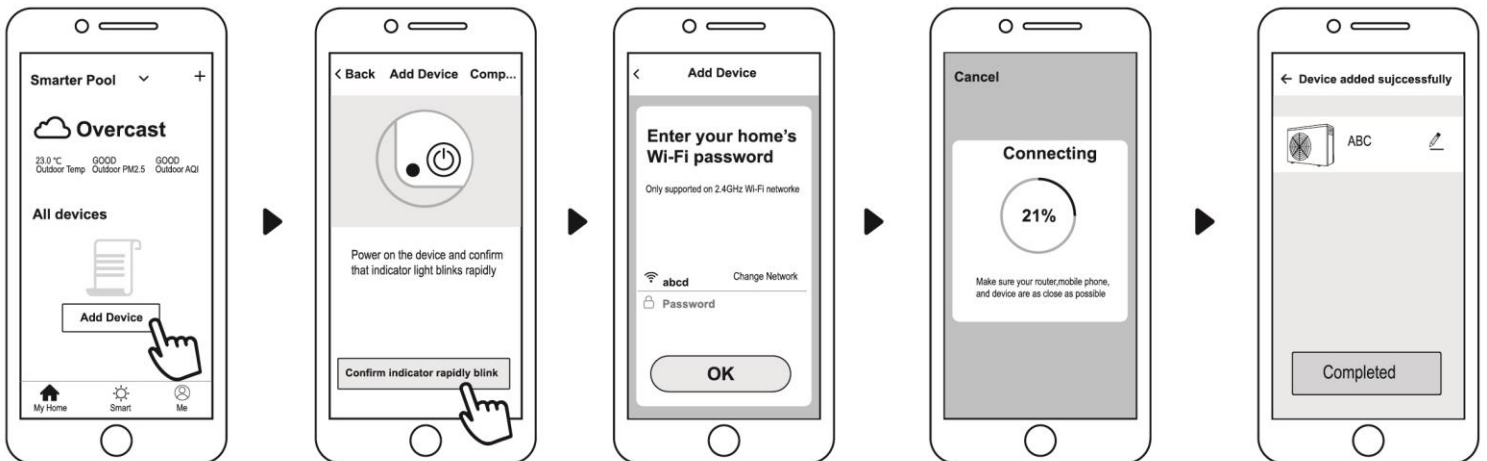 Smarter Pool +
Overcast
23.0 °C GOOD GOOD
Outdoor Temp Outdoor PM2.5 Outdoor AQI
All devices
Add Device
My Home Smart Me
< Back Add Device Comp...
Power on the device and confirm
that indicator light blinks rapidly
Confirm indicator rapidly blink
< Add Device
Enter your home's
Wi-Fi password
Only supported on 2.4GHz WI-Fi networke
abcd Change Network
Password
OK
Cancel
Connecting
21%
Make sure your router,mobile phone,
and device are as close as possible
← Device added sujccessfully
ABC
Completed